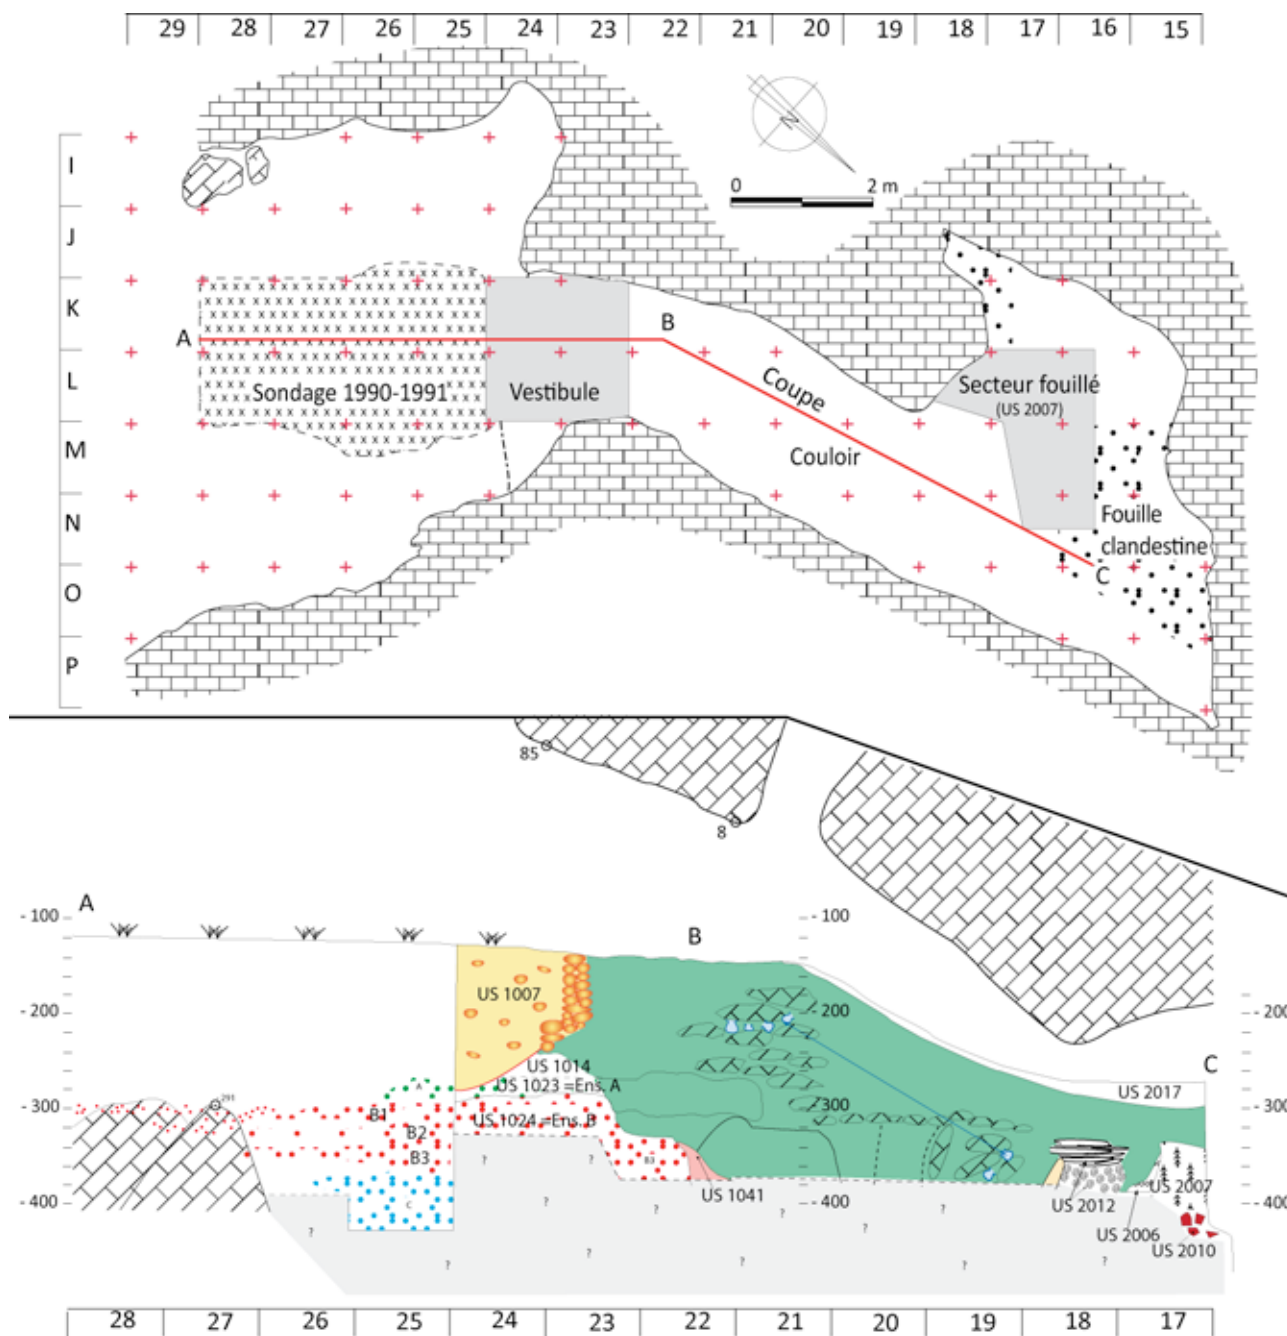 29 28 27 26 25 24 23 22 21 20 19 18 17 16 15
N
0 2 m
I
J
K
L
M
N
O
P
A
B
C
Sondage 1990-1991
Vestibule
Coupe
Couloir
Secteur fouillé
(US 2007)
Fouille
clandestine
85
8
A
B
C
- 100
- 200
- 300
- 400
- 100
- 200
- 300
- 400
- 200
- 300
- 400
US 1007
US 1014
US 1023 =Ens. A
US 1024 =Ens. B
A
291
B1
B2
B3
C
B3
US 1041
US 2017
US 2007
US 2012
US 2006
US 2010
? ? ? ? ? ? ? ? ? ? ? ?
28 27 26 25 24 23 22 21 20 19 18 17